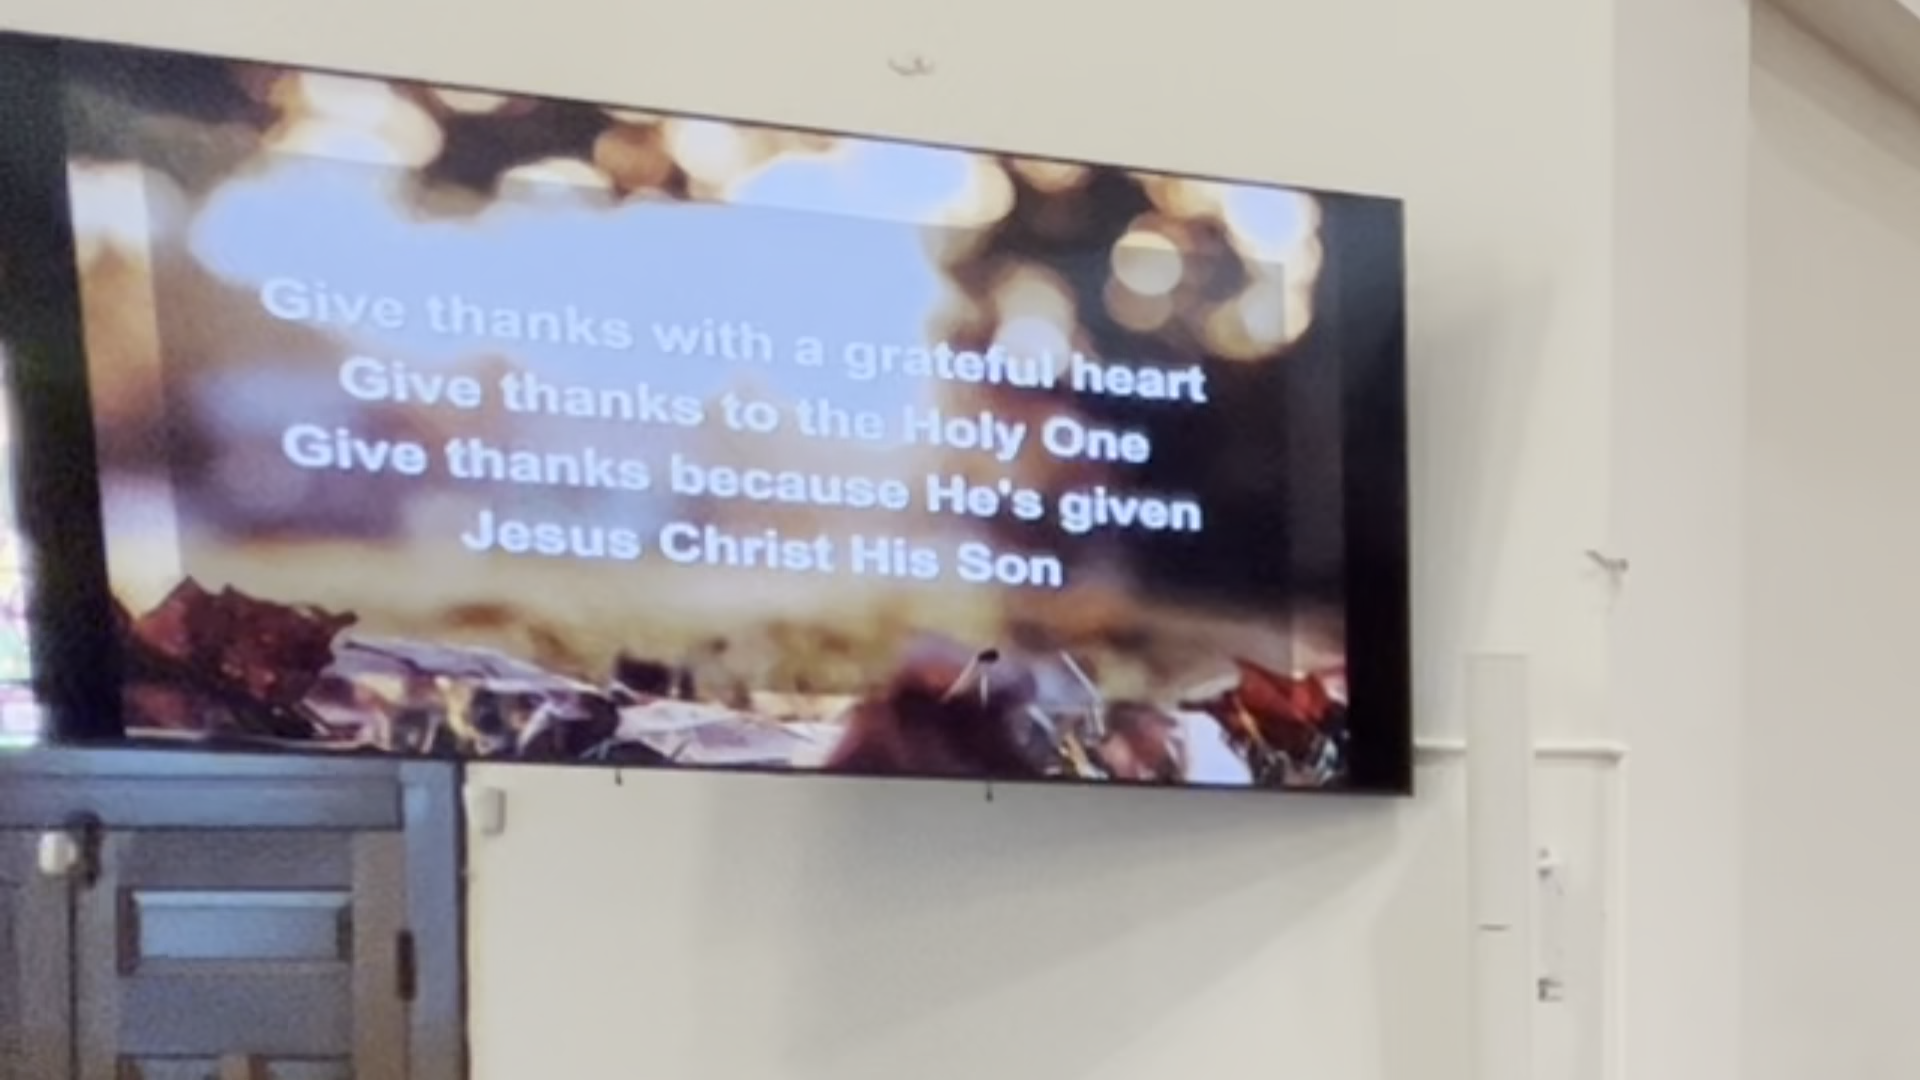 Give thanks with a grateful heart
Give thanks to the Holy One
Give thanks because He's given
Jesus Christ His Son